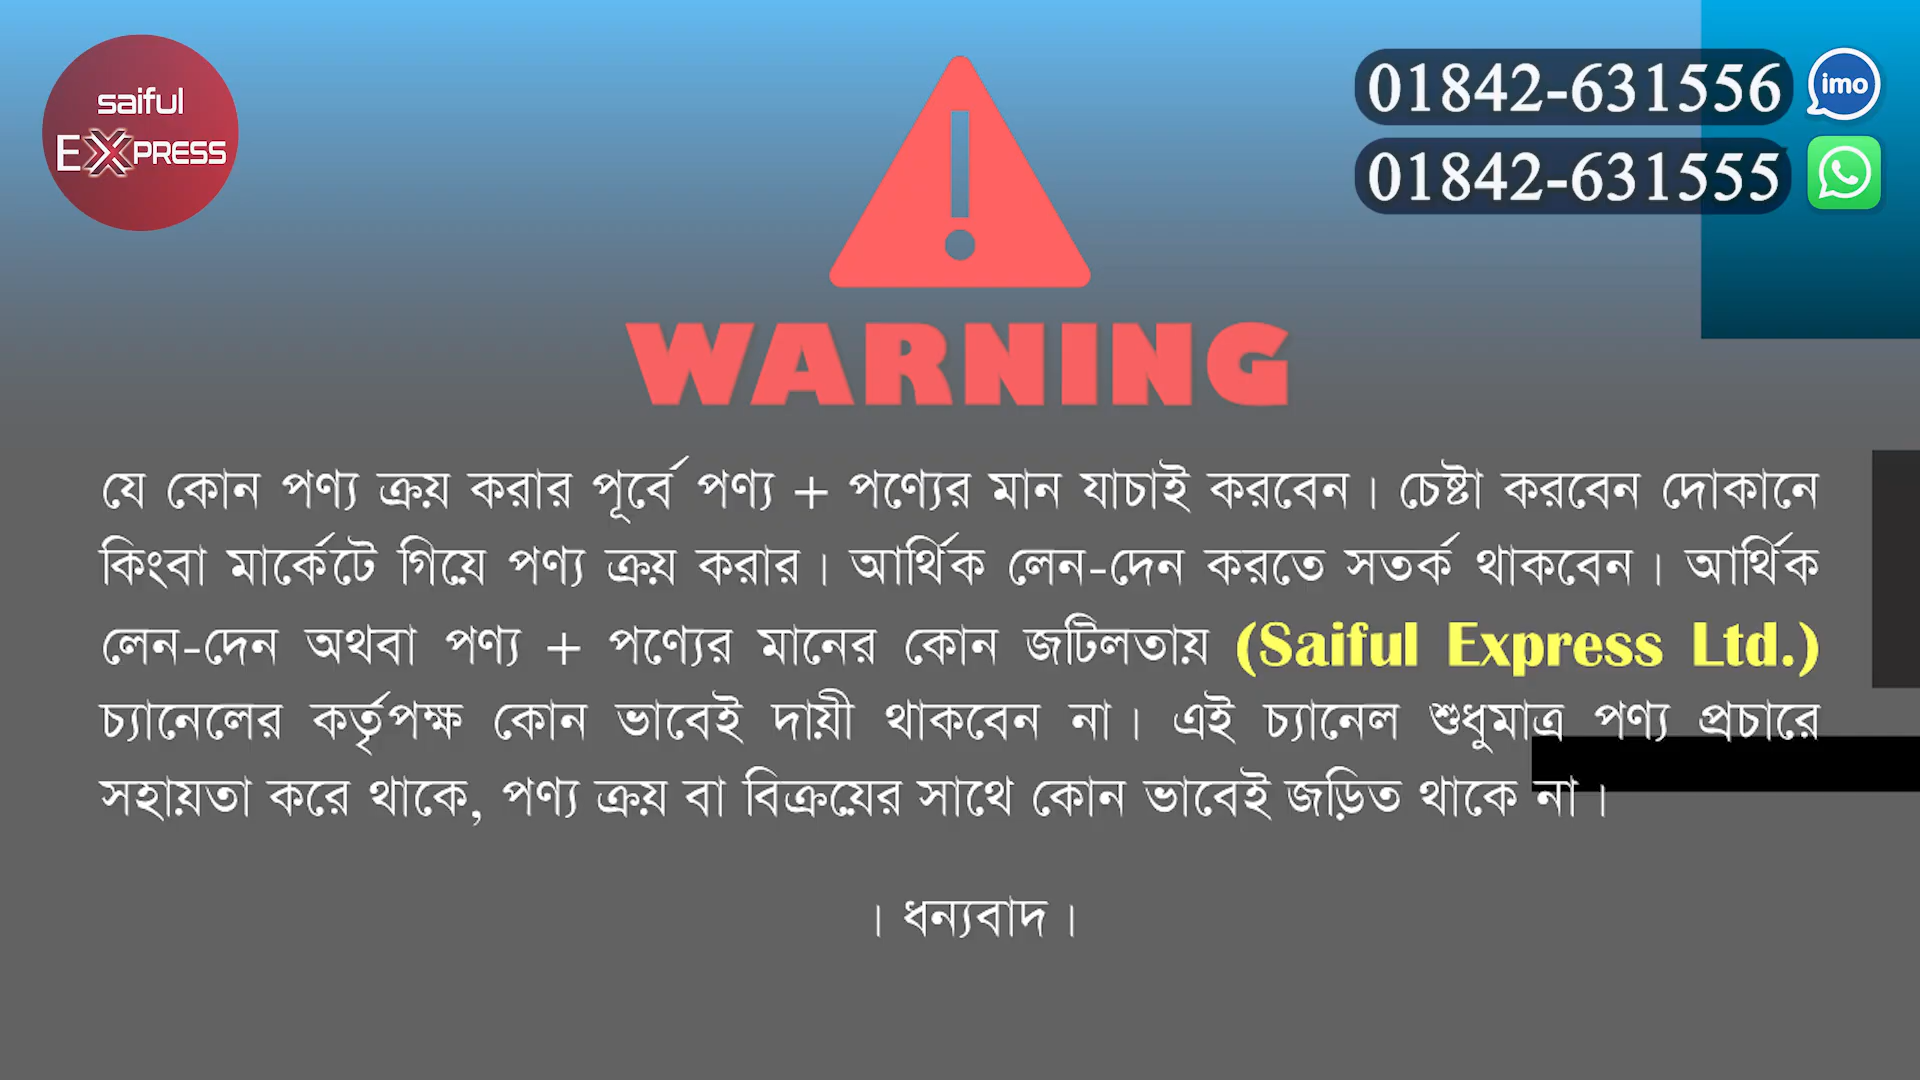 saiful
EXPRESS
01842-631556
imo
01842-631555
WARNING
যে কোন পণ্য ক্রয় করার পূর্বে পণ্য + পণ্যের মান যাচাই করবেন। চেষ্টা করবেন দোকানে
কিংবা মার্কেটে গিয়ে পণ্য ক্রয় করার। আর্থিক লেন-দেন করতে সতর্ক থাকবেন। আর্থিক
লেন-দেন অথবা পণ্য + পণ্যের মানের কোন জটিলতায় (Saiful Express Ltd.)
চ্যানেলের কর্তৃপক্ষ কোন ভাবেই দায়ী থাকবেন না। এই চ্যানেল শুধুমাত্র পণ্য প্রচারে
সহায়তা করে থাকে, পণ্য ক্রয় বা বিক্রয়ের সাথে কোন ভাবেই জড়িত থাকে না।
। ধন্যবাদ ।